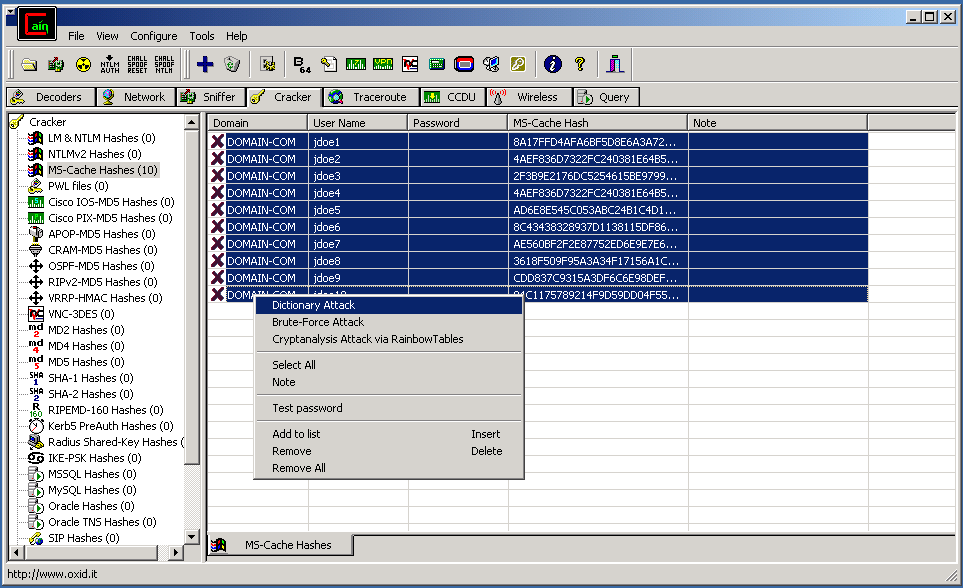 Cain
File View Configure Tools Help
NTLM AUTH CHALL SPOOF RESET CHALL SPOOF NTLM B 64
Decoders Network Sniffer Cracker Traceroute CCDU Wireless Query
Cracker
LM & NTLM Hashes (0)
NTLMv2 Hashes (0)
MS-Cache Hashes (10)
PWL files (0)
Cisco IOS-MD5 Hashes (0)
Cisco PIX-MD5 Hashes (0)
APOP-MD5 Hashes (0)
CRAM-MD5 Hashes (0)
OSPF-MD5 Hashes (0)
RIPv2-MD5 Hashes (0)
VRRP-HMAC Hashes (0)
VNC-3DES (0)
MD2 Hashes (0)
MD4 Hashes (0)
MD5 Hashes (0)
SHA-1 Hashes (0)
SHA-2 Hashes (0)
RIPEMD-160 Hashes (0)
Kerb5 PreAuth Hashes (0)
Radius Shared-Key Hashes (
IKE-PSK Hashes (0)
MSSQL Hashes (0)
MySQL Hashes (0)
Oracle Hashes (0)
Oracle TNS Hashes (0)
SIP Hashes (0)
Domain User Name Password MS-Cache Hash Note
DOMAIN-COM jdoe1 8A17FFD4AFA6BF5D8E6A3A72...
DOMAIN-COM jdoe2 4AEF836D7322FC240381E64B5...
DOMAIN-COM jdoe3 2F3B9E2176DC5254615BE9799...
DOMAIN-COM jdoe4 4AEF836D7322FC240381E64B5...
DOMAIN-COM jdoe5 AD6E8E545C053ABC24B1C4D1...
DOMAIN-COM jdoe6 8C43438328937D1138115DF86...
DOMAIN-COM jdoe7 AE560BF2F2E87752ED6E9E7E6...
DOMAIN-COM jdoe8 3618F509F95A3A34F17156A1C...
DOMAIN-COM jdoe9 CDD837C9315A3DF6C6E98DEF...
DOMAIN-COM jdoe10 94C1175789214F9D59DD04F55...
Dictionary Attack
Brute-Force Attack
Cryptanalysis Attack via RainbowTables
Select All
Note
Test password
Add to list Insert
Remove Delete
Remove All
MS-Cache Hashes
http://www.oxid.it